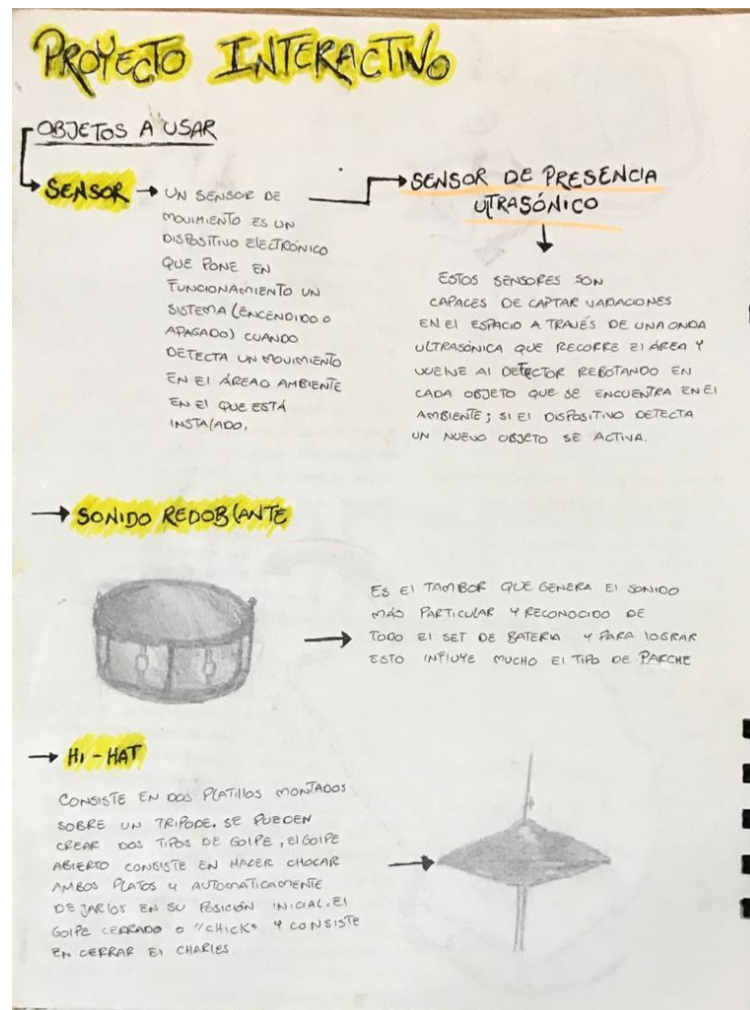 PROYECTO INTERACTIVO
OBJETOS A USAR
SENSOR
UN SENSOR DE
MOVIMIENTO ES UN
DISPOSITIVO ELECTRÓNICO
QUE PONE EN
FUNCIONAMIENTO UN
SISTEMA (ENCENDIDO O
APAGADO) CUANDO
DETECTA UN MOVIMIENTO
EN EL ÁREA O AMBIENTE
EN EL QUE ESTÁ
INSTALADO.
SENSOR DE PRESENCIA
ULTRASÓNICO
ESTOS SENSORES SON
CAPACES DE CAPTAR VARIACIONES
EN EL ESPACIO A TRAVÉS DE UNA ONDA
ULTRASÓNICA QUE RECORRE EL ÁREA Y
VUELVE AL DETECTOR REBOTANDO EN
CADA OBJETO QUE SE ENCUENTRA EN EL
AMBIENTE; SI EL DISPOSITIVO DETECTA
UN NUEVO OBJETO SE ACTIVA.
SONIDO REDOBLANTE
ES EL TAMBOR QUE GENERA EL SONIDO
MÁS PARTICULAR Y RECONOCIDO DE
TODO EL SET DE BATERIA Y PARA LOGRAR
ESTO INFLUYE MUCHO EL TIPO DE PARCHE
HI-HAT
CONSISTE EN DOS PLATILLOS MONTADOS
SOBRE UN TRIPODE. SE PUEDEN
CREAR DOS TIPOS DE GOLPE, EL GOLPE
ABIERTO CONSISTE EN HACER CHOCAR
AMBOS PLATOS Y AUTOMATICAMENTE
DEJARLOS EN SU POSICIÓN INICIAL. EL
GOLPE CERRADO O "CHICK" Y CONSISTE
EN CERRAR EL CHARLES